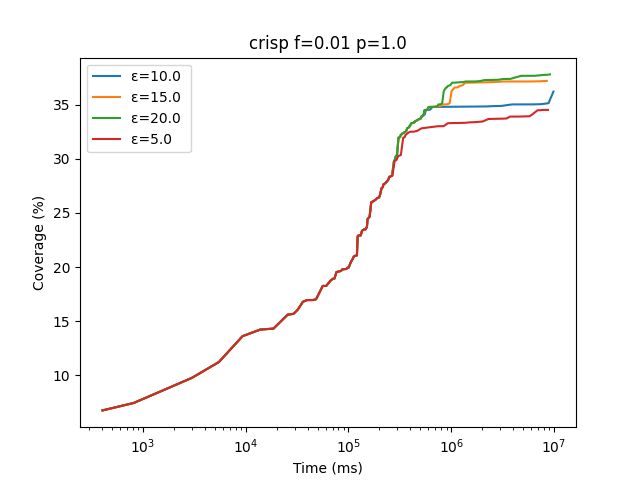 crisp f=0.01 p=1.0
ε=10.0
ε=15.0
ε=20.0
ε=5.0
Coverage (%)
35
30
25
20
15
10
10³
10⁴
10⁵
10⁶
10⁷
Time (ms)